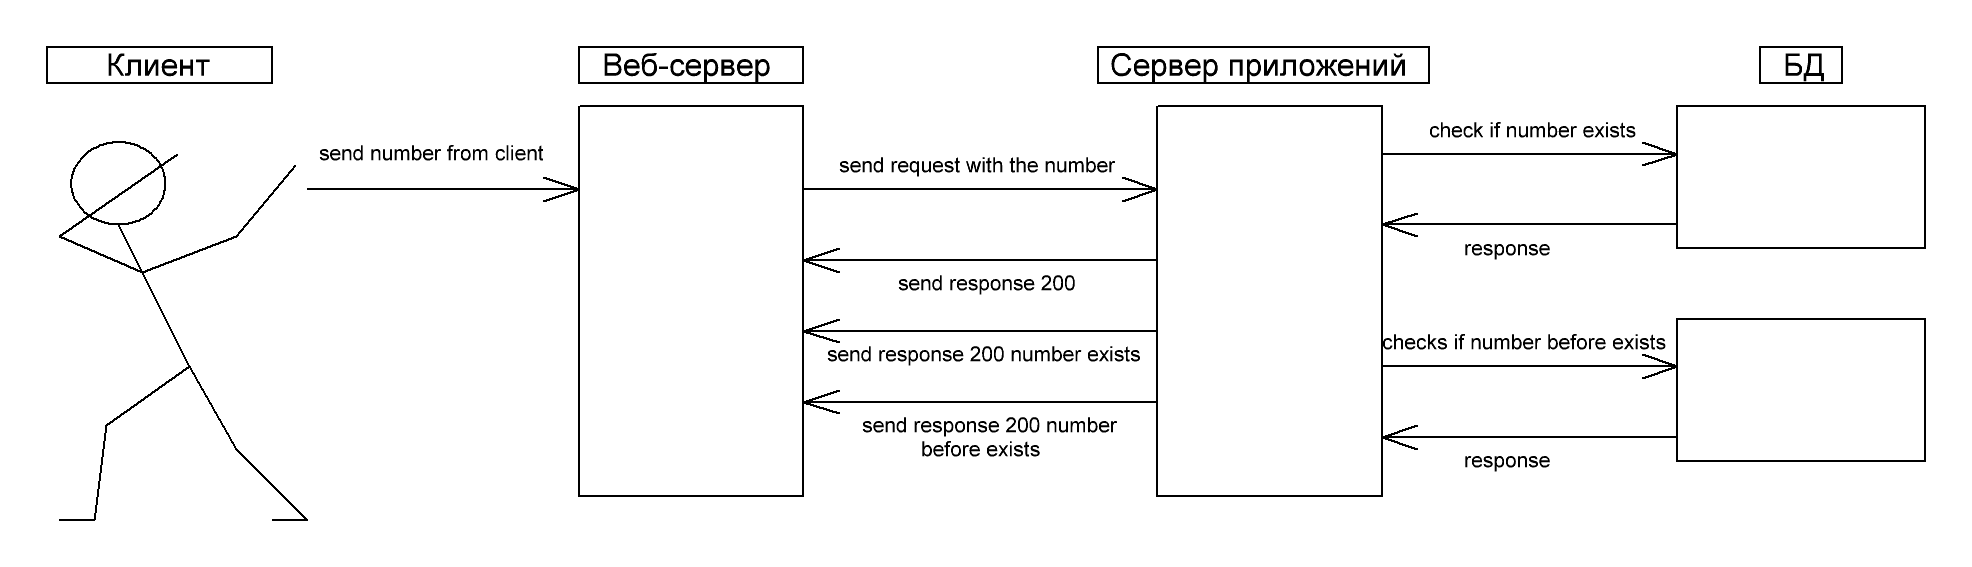 Клиент
Веб-сервер
Сервер приложений
БД
send number from client
send request with the number
check if number exists
response
send response 200
send response 200 number exists
checks if number before exists
send response 200 number
before exists
response